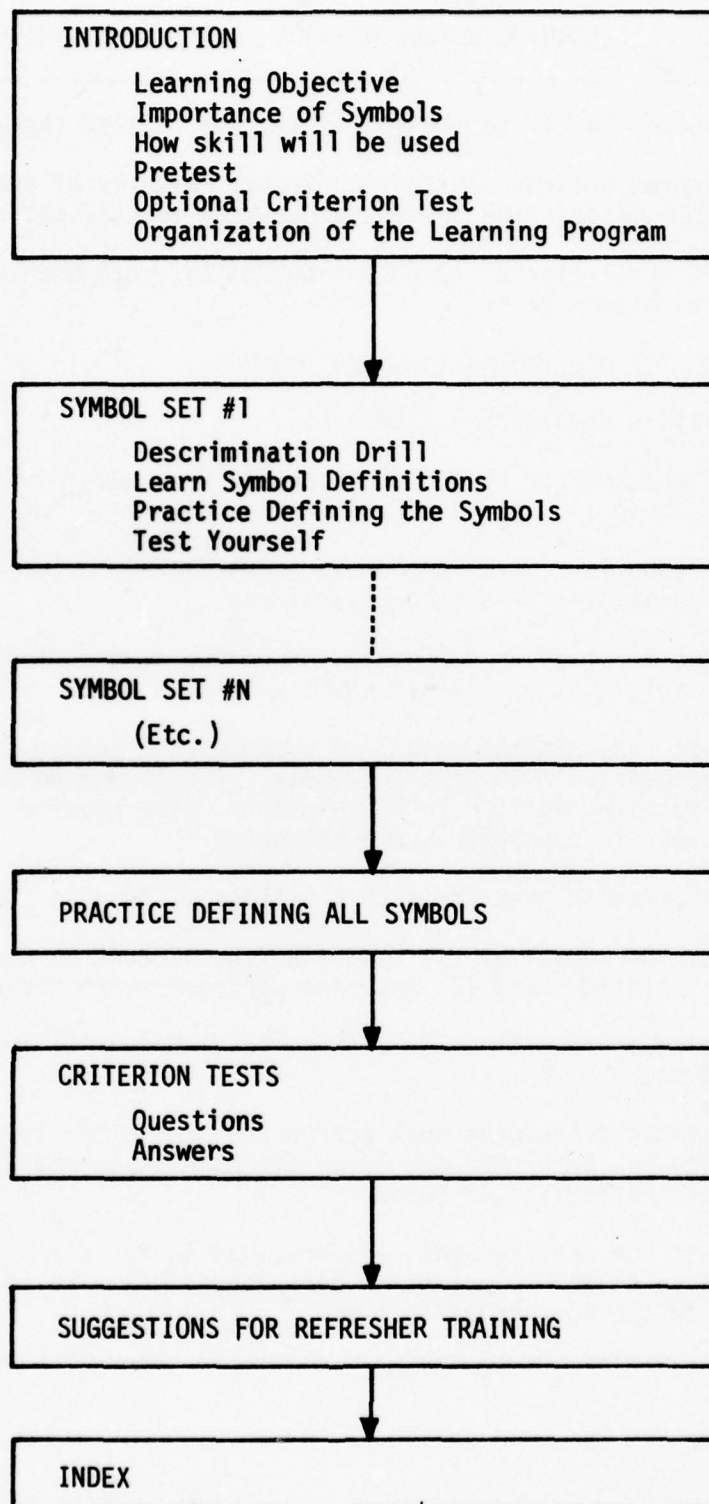 INTRODUCTION
Learning Objective
Importance of Symbols
How skill will be used
Pretest
Optional Criterion Test
Organization of the Learning Program
SYMBOL SET #1
Descrimination Drill
Learn Symbol Definitions
Practice Defining the Symbols
Test Yourself
SYMBOL SET #N
(Etc.)
PRACTICE DEFINING ALL SYMBOLS
CRITERION TESTS
Questions
Answers
SUGGESTIONS FOR REFRESHER TRAINING
INDEX